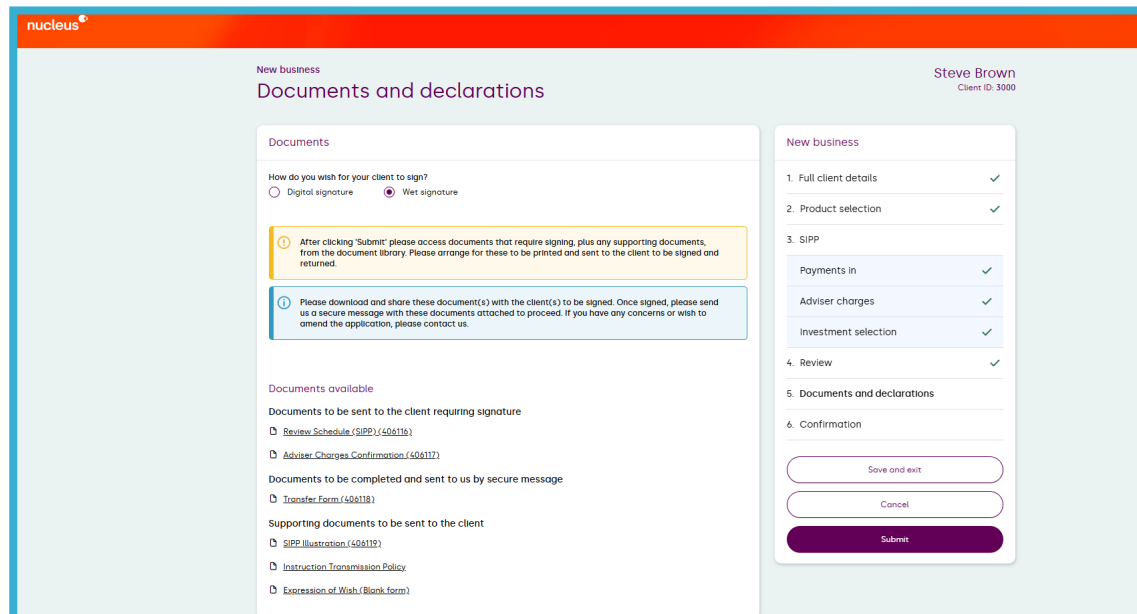 nucleus
New business
Documents and declarations
Steve Brown
Client ID: 3000
Documents
How do you wish for your client to sign?
Digital signature
Wet signature
After clicking 'Submit' please access documents that require signing, plus any supporting documents,
from the document library. Please arrange for these to be printed and sent to the client to be signed and
returned.
Please download and share these document(s) with the client(s) to be signed. Once signed, please send
us a secure message with these documents attached to proceed. If you have any concerns or wish to
amend the application, please contact us.
Documents available
Documents to be sent to the client requiring signature
Review Schedule (SIPP) (406116)
Adviser Charges Confirmation (406117)
Documents to be completed and sent to us by secure message
Transfer Form (406118)
Supporting documents to be sent to the client
SIPP Illustration (406119)
Instruction Transmission Policy
Expression of Wish (Blank form)
New business
1. Full client details
2. Product selection
3. SIPP
Payments in
Adviser charges
Investment selection
4. Review
5. Documents and declarations
6. Confirmation
Save and exit
Cancel
Submit